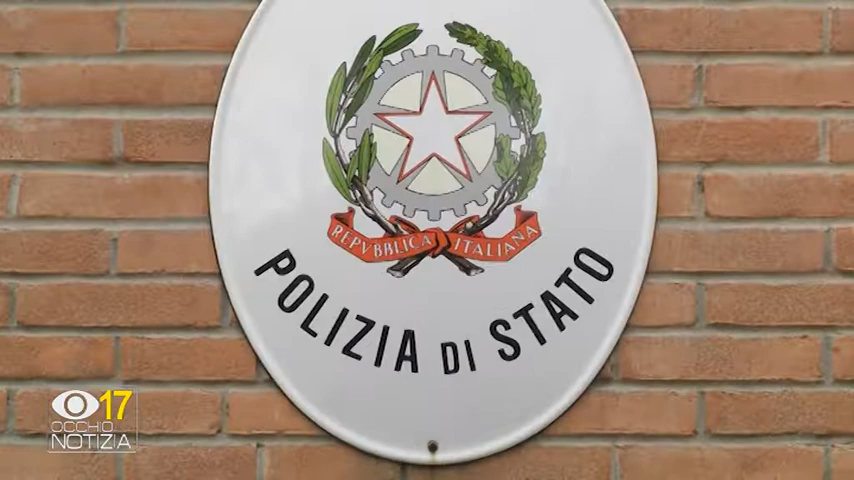 REPVBBLICA ITALIANA
POLIZIA DI STATO
17
OCCHIO
NOTIZIA